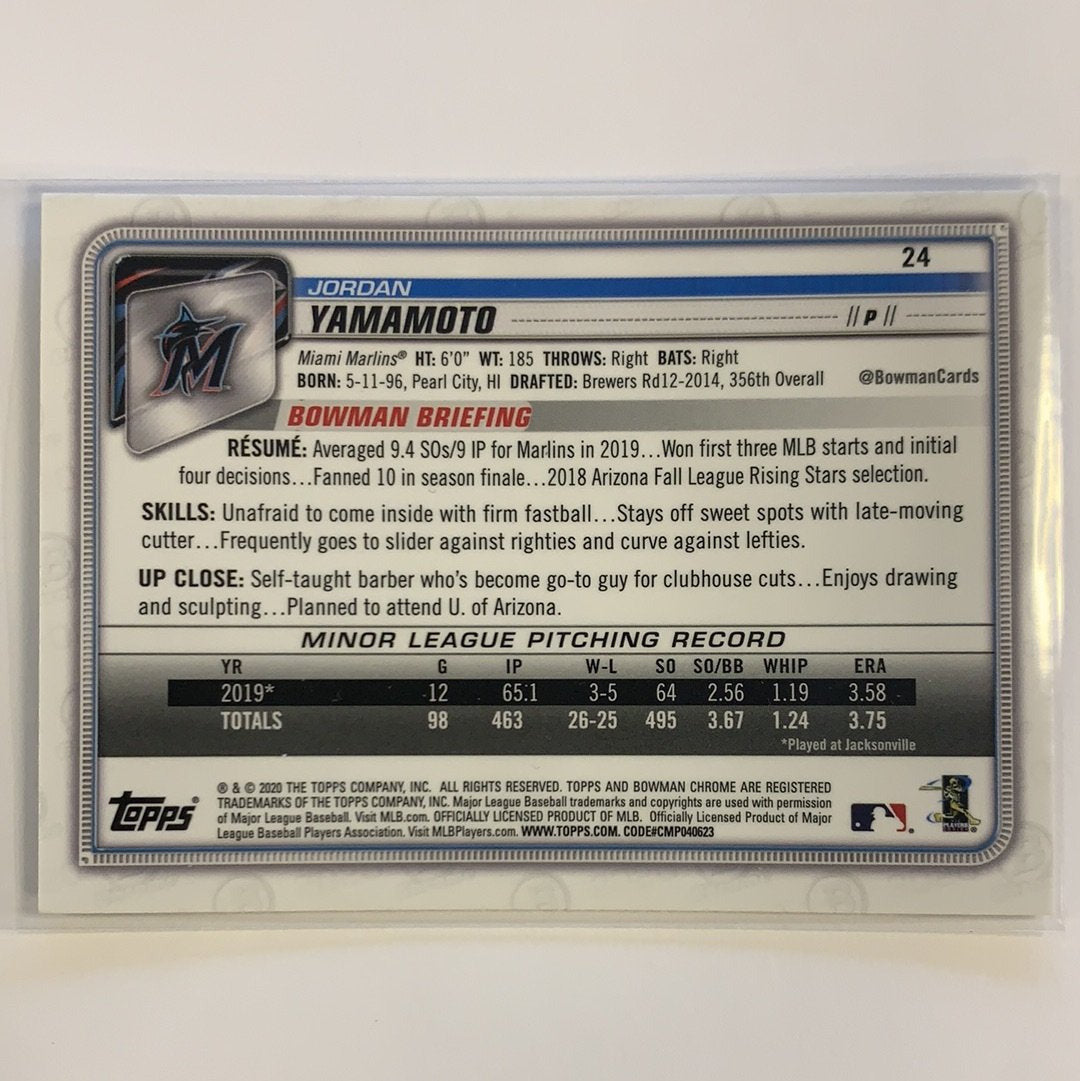 24
JORDAN
YAMAMOTO // P //
Miami Marlins® HT: 6'0" WT: 185 THROWS: Right BATS: Right
BORN: 5-11-96, Pearl City, HI DRAFTED: Brewers Rd12-2014, 356th Overall @BowmanCards
BOWMAN BRIEFING
RÉSUMÉ: Averaged 9.4 SOs/9 IP for Marlins in 2019...Won first three MLB starts and initial
four decisions...Fanned 10 in season finale...2018 Arizona Fall League Rising Stars selection.
SKILLS: Unafraid to come inside with firm fastball...Stays off sweet spots with late-moving
cutter...Frequently goes to slider against righties and curve against lefties.
UP CLOSE: Self-taught barber who's become go-to guy for clubhouse cuts...Enjoys drawing
and sculpting...Planned to attend U. of Arizona.
MINOR LEAGUE PITCHING RECORD
YR G IP W-L SO SO/BB WHIP ERA
2019* 12 65.1 3-5 64 2.56 1.19 3.58
TOTALS 98 463 26-25 495 3.67 1.24 3.75
*Played at Jacksonville
® & © 2020 THE TOPPS COMPANY, INC. ALL RIGHTS RESERVED. TOPPS AND BOWMAN CHROME ARE REGISTERED
TRADEMARKS OF THE TOPPS COMPANY, INC. Major League Baseball trademarks and copyrights are used with permission
of Major League Baseball. Visit MLB.com. OFFICIALLY LICENSED PRODUCT OF MLB. Officially Licensed Product of Major
League Baseball Players Association. Visit MLBPlayers.com. WWW.TOPPS.COM. CODE#CMP040623
TOPPS®
M